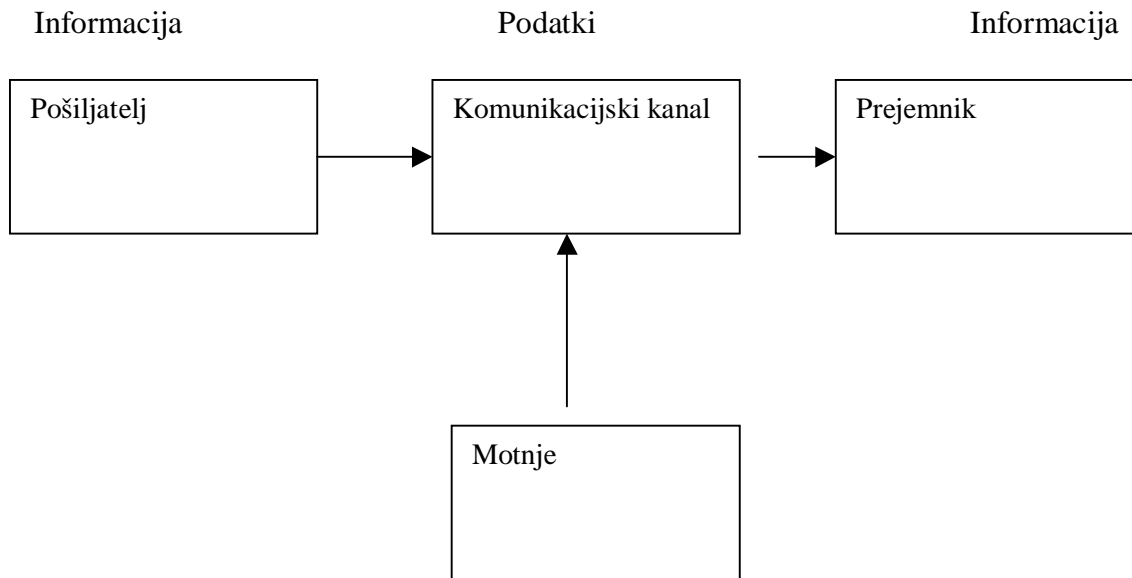 Informacija
Podatki
Informacija
Pošiljatelj
Komunikacijski kanal
Prejemnik
Motnje